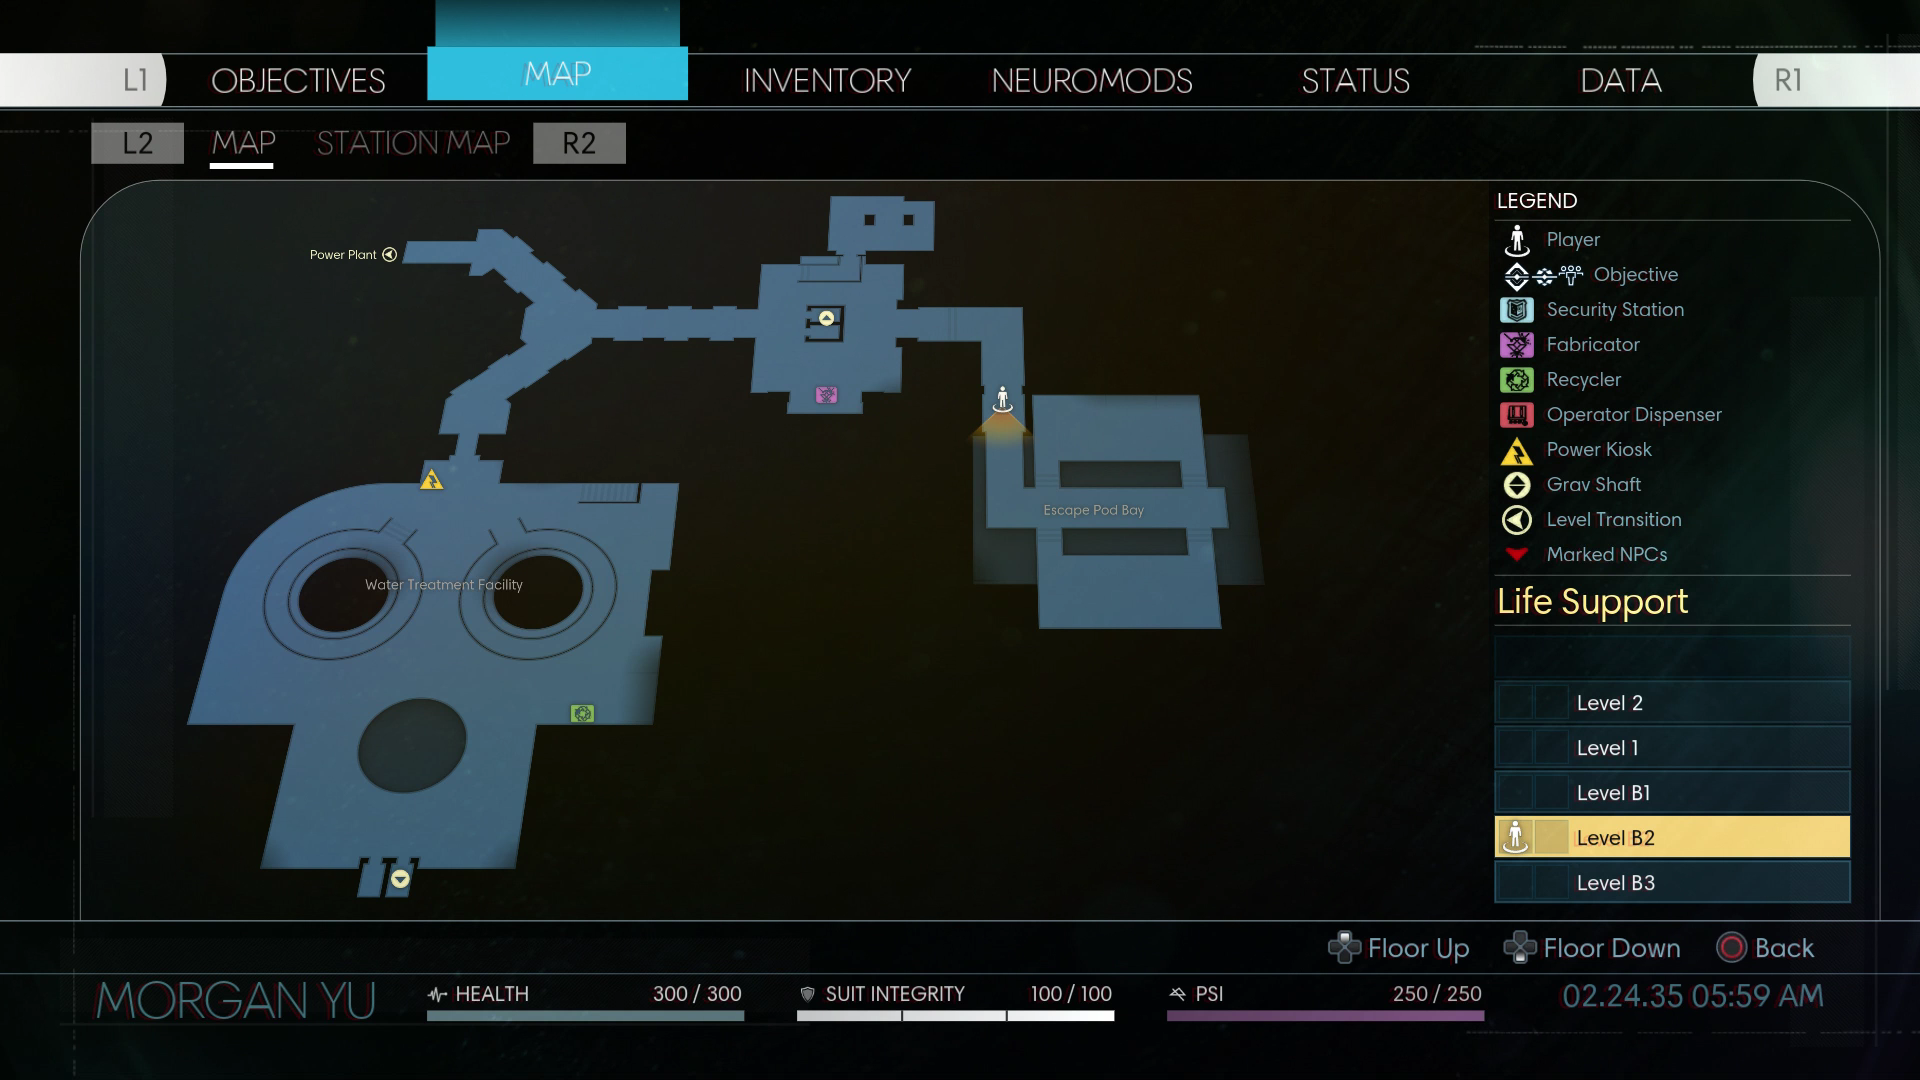 L1 OBJECTIVES MAP INVENTORY NEUROMODS STATUS DATA R1
L2 MAP STATION MAP R2
LEGEND
Player
Objective
Security Station
Fabricator
Recycler
Operator Dispenser
Power Kiosk
Grav Shaft
Level Transition
Marked NPCs
Power Plant
Escape Pod Bay
Water Treatment Facility
Life Support
Level 2
Level 1
Level B1
Level B2
Level B3
Floor Up Floor Down Back
MORGAN YU HEALTH 300 / 300 SUIT INTEGRITY 100 / 100 PSI 250 / 250 02.24.35 05:59 AM